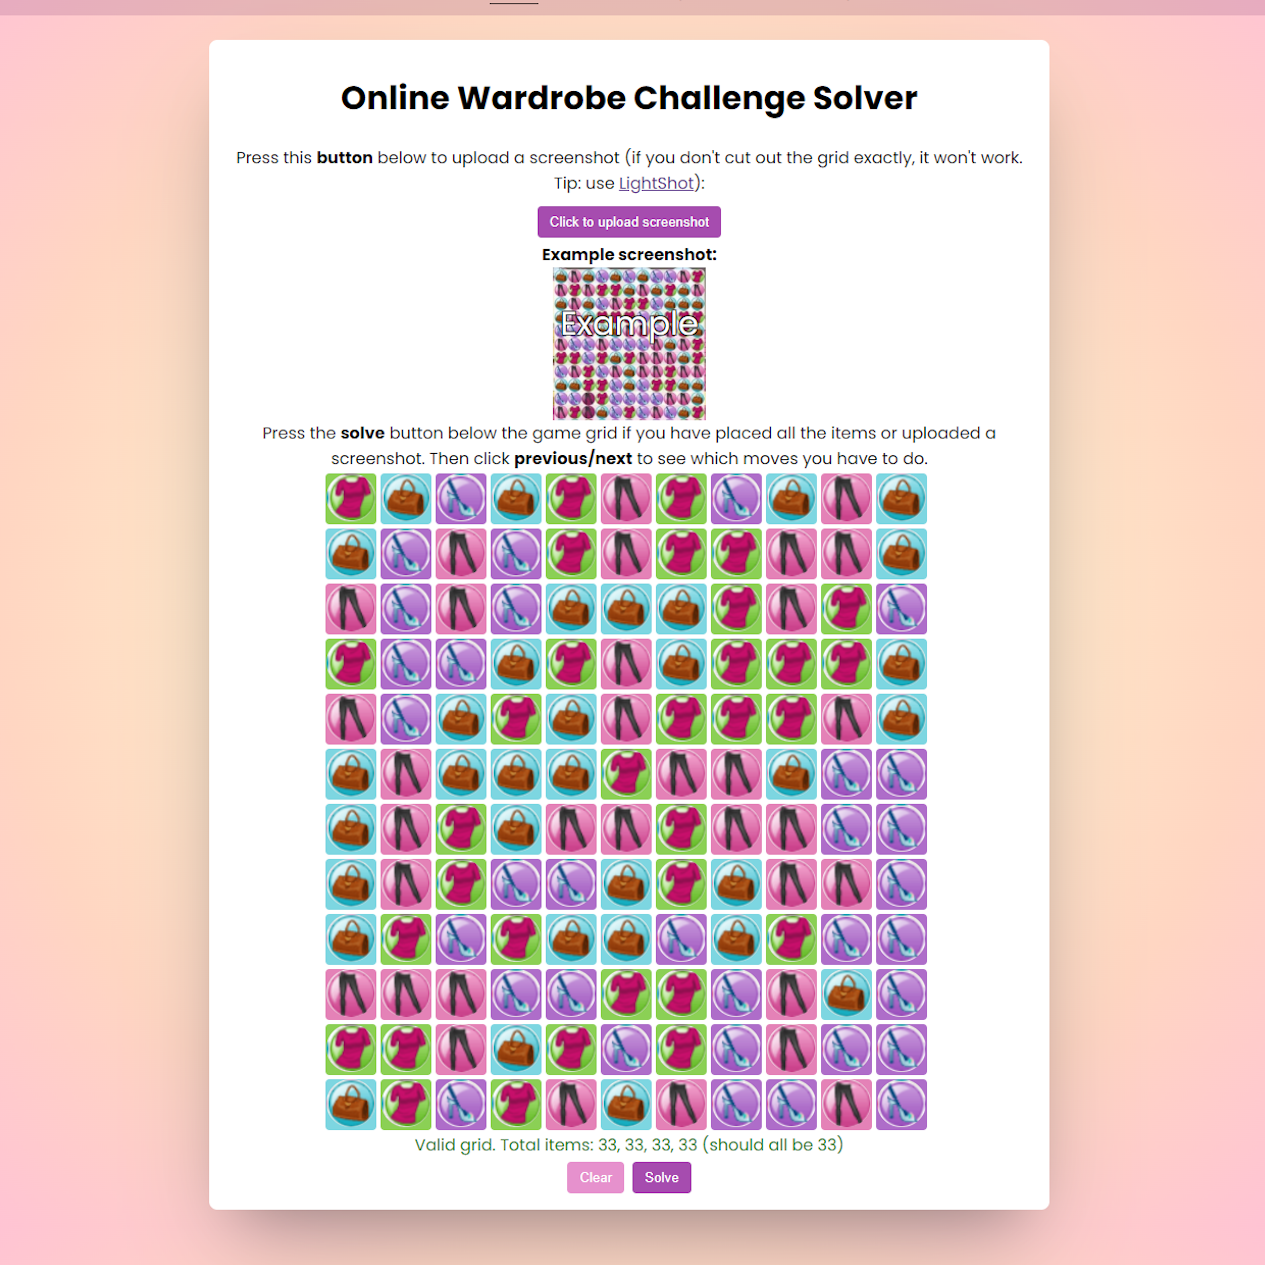 Online Wardrobe Challenge Solver
Press this button below to upload a screenshot (if you don't cut out the grid exactly, it won't work.
Tip: use LightShot):
Click to upload screenshot
Example screenshot:
Example
Press the solve button below the game grid if you have placed all the items or uploaded a
screenshot. Then click previous/next to see which moves you have to do.
Valid grid. Total items: 33, 33, 33, 33 (should all be 33)
Clear
Solve